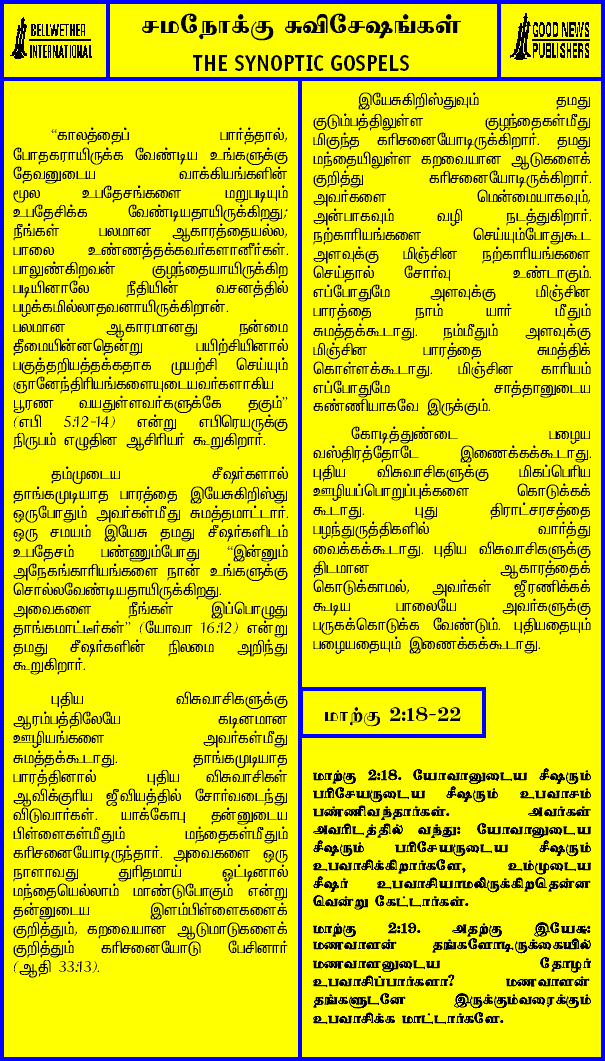 BELLWETHER
INTERNATIONAL
சமநோக்கு சுவிசேஷங்கள்
THE SYNOPTIC GOSPELS
GOOD NEWS
PUBLISHERS
“காலத்தைப் பார்த்தால்,
போதகராயிருக்க வேண்டிய உங்களுக்கு
தேவனுடைய வாக்கியங்களின்
மூல உபதேசங்களை மறுபடியும்
உபதேசிக்க வேண்டியதாயிருக்கிறது;
நீங்கள் பலமான ஆகாரத்தையல்ல,
பாலை உண்ணத்தக்கவர்களானீர்கள்.
பாலுண்கிறவன் குழந்தையாயிருக்கிற
படியினாலே நீதியின் வசனத்தில்
பழக்கமில்லாதவனாயிருக்கிறான்.
பலமான ஆகாரமானது நன்மை
தீமையின்னதென்று பயிற்சியினால்
பகுத்தறியத்தக்கதாக முயற்சி செய்யும்
ஞானேந்திரியங்களையுடையவர்களாகிய
பூரண வயதுள்ளவர்களுக்கே தகும்”
(எபி 5:12-14) என்று எபிரெயருக்கு
நிருபம் எழுதின ஆசிரியர் கூறுகிறார்.
தம்முடைய சீஷர்களால்
தாங்கமுடியாத பாரத்தை இயேசுகிறிஸ்து
ஒருபோதும் அவர்கள்மீது சுமத்தமாட்டார்.
ஒரு சமயம் இயேசு தமது சீஷர்களிடம்
உபதேசம் பண்ணும்போது “இன்னும்
அநேகங்காரியங்களை நான் உங்களுக்கு
சொல்லவேண்டியதாயிருக்கிறது.
அவைகளை நீங்கள் இப்பொழுது
தாங்கமாட்டீர்கள்” (யோவா 16:12) என்று
தமது சீஷர்களின் நிலமை அறிந்து
கூறுகிறார்.
புதிய விசுவாசிகளுக்கு
ஆரம்பத்திலேயே கடினமான
ஊழியங்களை அவர்கள்மீது
சுமத்தக்கூடாது. தாங்கமுடியாத
பாரத்தினால் புதிய விசுவாசிகள்
ஆவிக்குரிய ஜீவியத்தில் சோர்வடைந்து
விடுவார்கள். யாக்கோபு தன்னுடைய
பிள்ளைகள்மீதும் மந்தைகள்மீதும்
கரிசனையோடிருந்தார். அவைகளை ஒரு
நாளாவது துரிதமாய் ஓட்டினால்
மந்தையெல்லாம் மாண்டுபோகும் என்று
தன்னுடைய இளம்பிள்ளைகளைக்
குறித்தும், கறவையான ஆடுமாடுகளைக்
குறித்தும் கரிசனையோடு பேசினார்
(ஆதி 33:13).
இயேசுகிறிஸ்துவும் தமது
குடும்பத்திலுள்ள குழந்தைகள்மீது
மிகுந்த கரிசனையோடிருக்கிறார். தமது
மந்தையிலுள்ள கறவையான ஆடுகளைக்
குறித்து கரிசனையோடிருக்கிறார்.
அவர்களை மென்மையாகவும்,
அன்பாகவும் வழி நடத்துகிறார்.
நற்காரியங்களை செய்யும்போதுகூட
அளவுக்கு மிஞ்சின நற்காரியங்களை
செய்தால் சோர்வு உண்டாகும்.
எப்போதுமே அளவுக்கு மிஞ்சின
பாரத்தை நாம் யார் மீதும்
சுமத்தக்கூடாது. நம்மீதும் அளவுக்கு
மிஞ்சின பாரத்தை சுமத்திக்
கொள்ளக்கூடாது. மிஞ்சின காரியம்
எப்போதுமே சாத்தானுடைய
கண்ணியாகவே இருக்கும்.
கோடித்துண்டை பழைய
வஸ்திரத்தோடே இணைக்கக்கூடாது.
புதிய விசுவாசிகளுக்கு மிகப்பெரிய
ஊழியப்பொறுப்புக்களை கொடுக்கக்
கூடாது. புது திராட்சரசத்தை
பழந்துருத்திகளில் வார்த்து
வைக்கக்கூடாது. புதிய விசுவாசிகளுக்கு
திடமான ஆகாரத்தைக்
கொடுக்காமல், அவர்கள் ஜீரணிக்கக்
கூடிய பாலையே அவர்களுக்கு
பருகக்கொடுக்க வேண்டும். புதியதையும்
பழையதையும் இணைக்கக்கூடாது.
மாற்கு 2:18-22
மாற்கு 2:18. யோவானுடைய சீஷரும்
பரிசேயருடைய சீஷரும் உபவாசம்
பண்ணிவந்தார்கள். அவர்கள்
அவரிடத்தில் வந்து: யோவானுடைய
சீஷரும் பரிசேயருடைய சீஷரும்
உபவாசிக்கிறார்களே, உம்முடைய
சீஷர் உபவாசியாமலிருக்கிறதென்ன
வென்று கேட்டார்கள்.
மாற்கு 2:19. அதற்கு இயேசு:
மணவாளன் தங்களோடிருக்கையில்
மணவாளனுடைய தோழர்
உபவாசிப்பார்களா? மணவாளன்
தங்களுடனே இருக்கும்வரைக்கும்
உபவாசிக்க மாட்டார்களே.